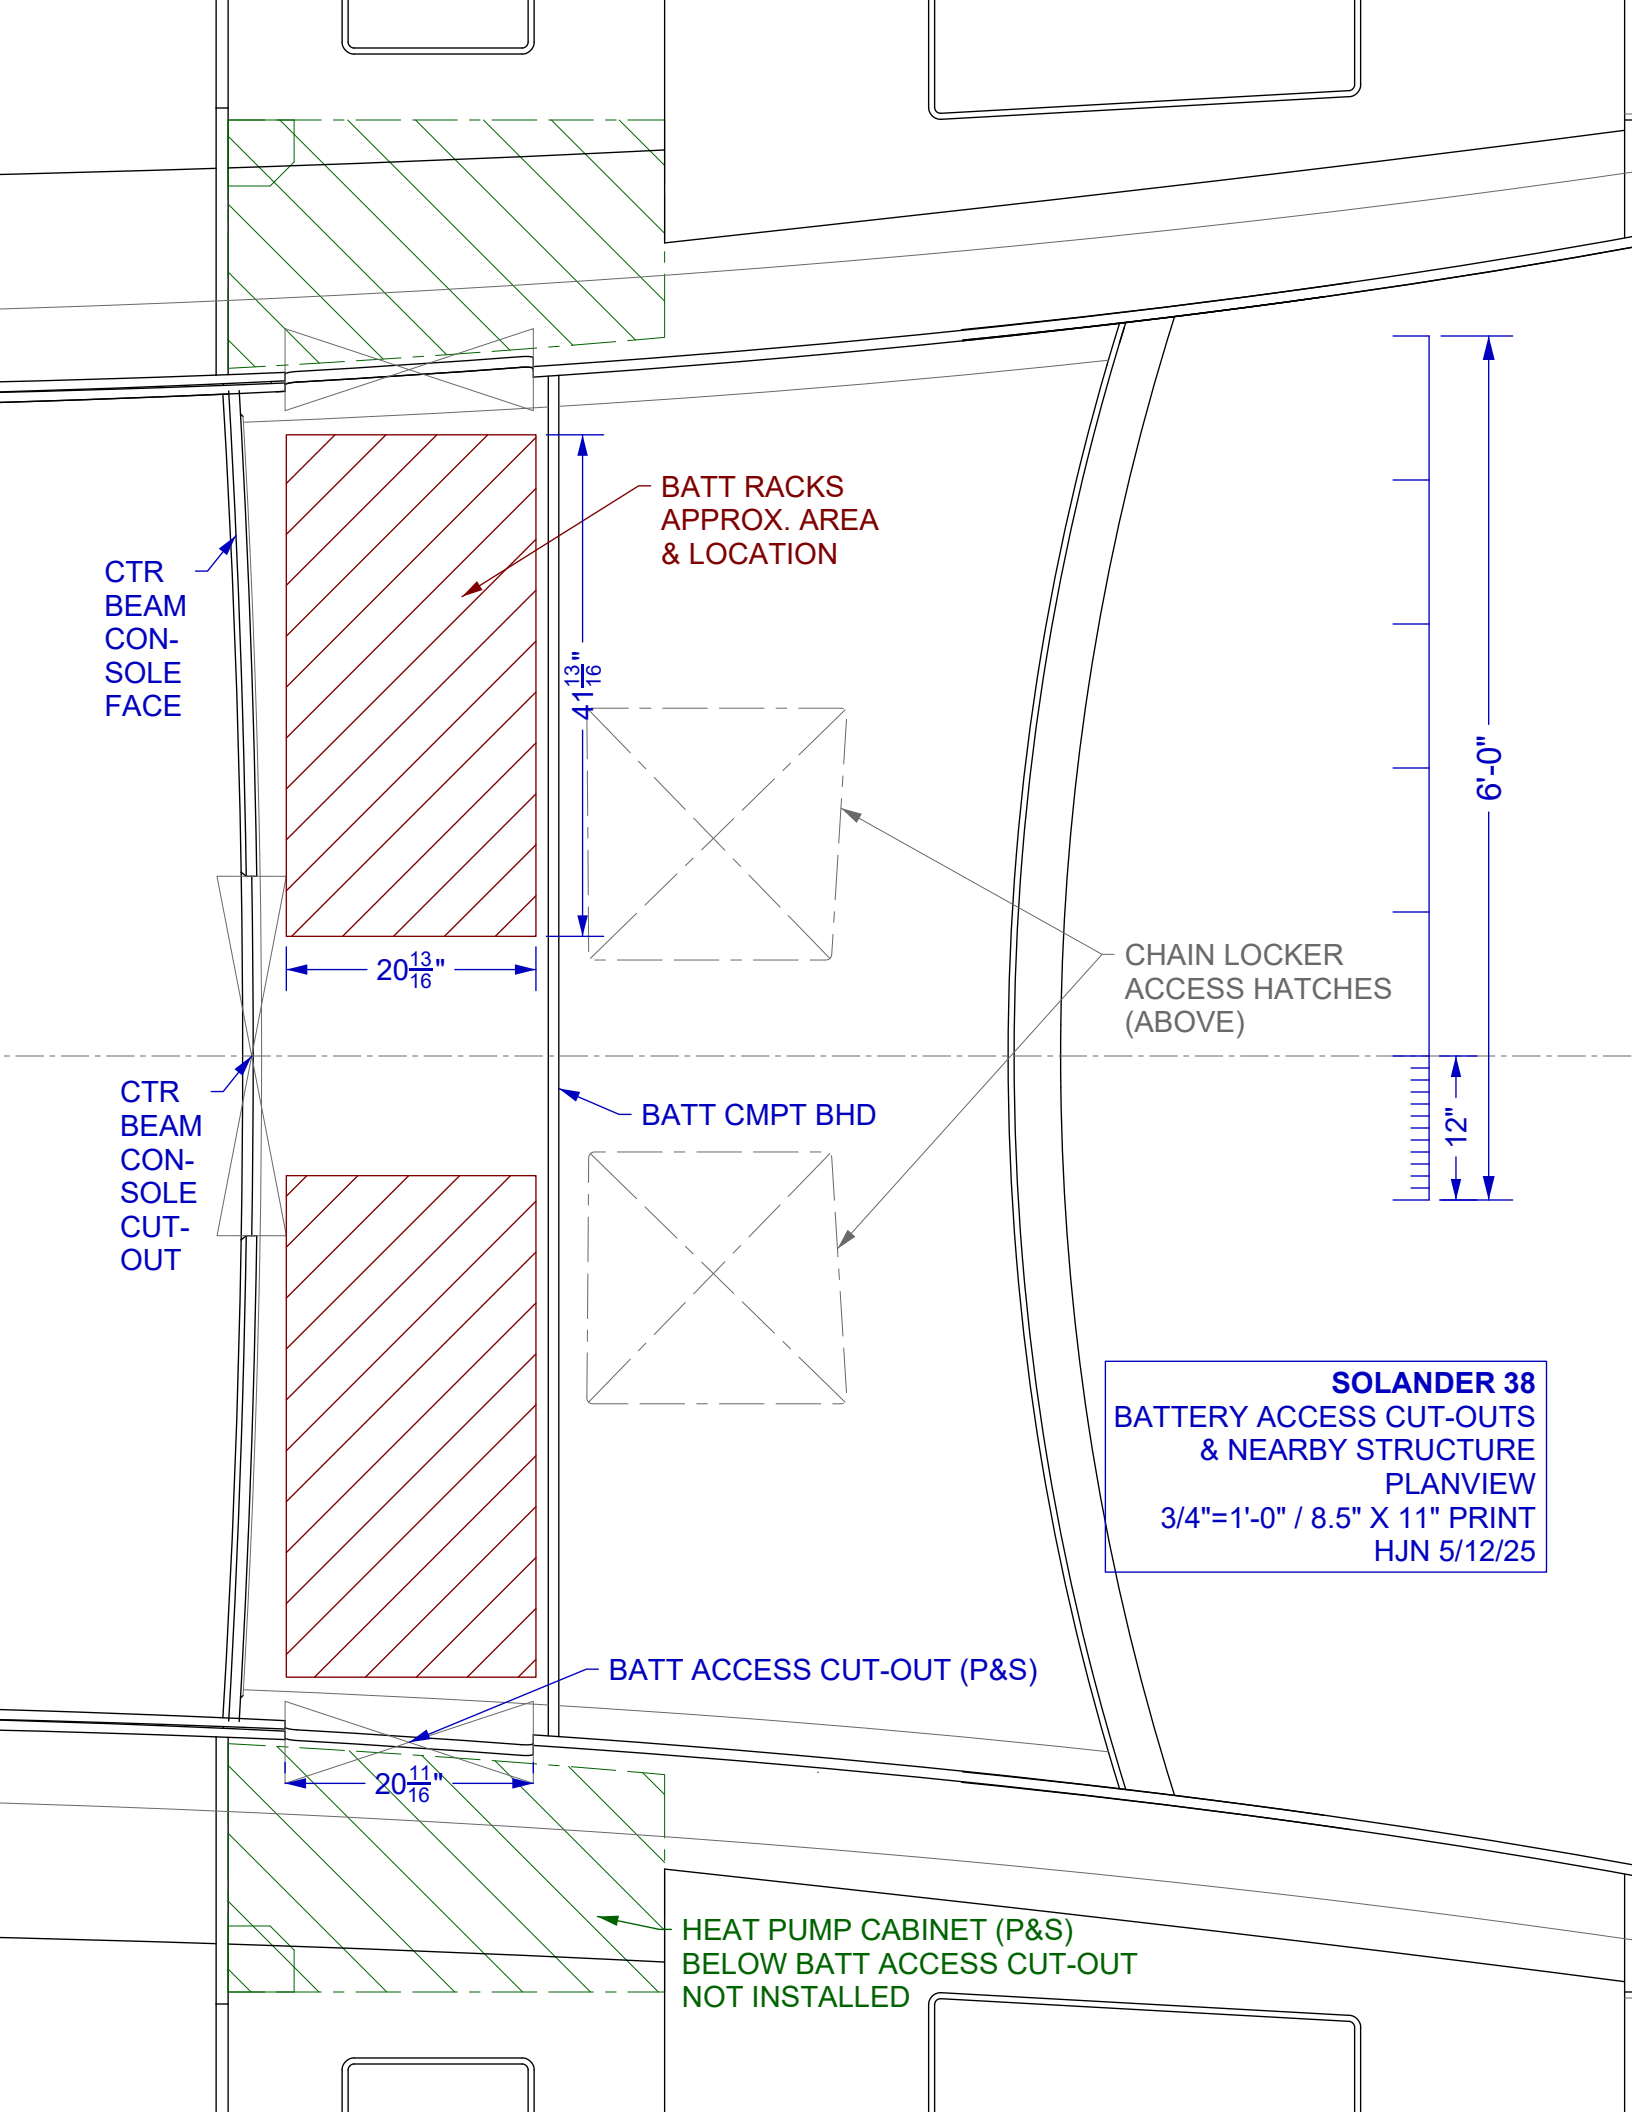 BATT RACKS
APPROX. AREA
& LOCATION
CTR
BEAM
CON-
SOLE
FACE
41 13/16"
6'-0"
20 13/16"
CHAIN LOCKER
ACCESS HATCHES
(ABOVE)
CTR
BEAM
CON-
SOLE
CUT-
OUT
BATT CMPT BHD
12"
SOLANDER 38
BATTERY ACCESS CUT-OUTS
& NEARBY STRUCTURE
PLANVIEW
3/4"=1'-0" / 8.5" X 11" PRINT
HJN 5/12/25
BATT ACCESS CUT-OUT (P&S)
20 11/16"
HEAT PUMP CABINET (P&S)
BELOW BATT ACCESS CUT-OUT
NOT INSTALLED